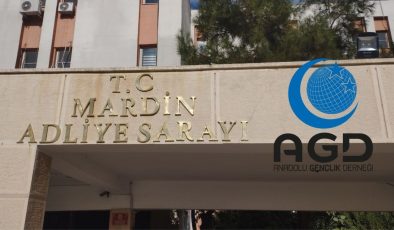 T.C
MARDİN
ADLİYE SARAYI
AGD
ANADOLU GENÇLİK DERNEĞİ